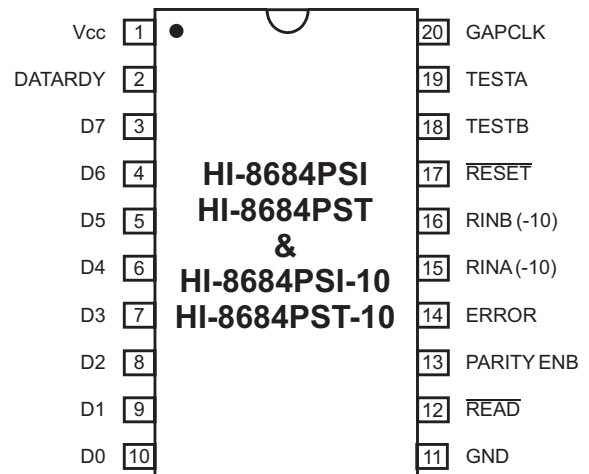 Vcc 1 20 GAPCLK
DATARDY 2 19 TESTA
D7 3 18 TESTB
D6 4 17 RESET
D5 5 16 RINB (-10)
D4 6 15 RINA (-10)
D3 7 14 ERROR
D2 8 13 PARITY ENB
D1 9 12 READ
D0 10 11 GND
HI-8684PSI
HI-8684PST
&
HI-8684PSI-10
HI-8684PST-10